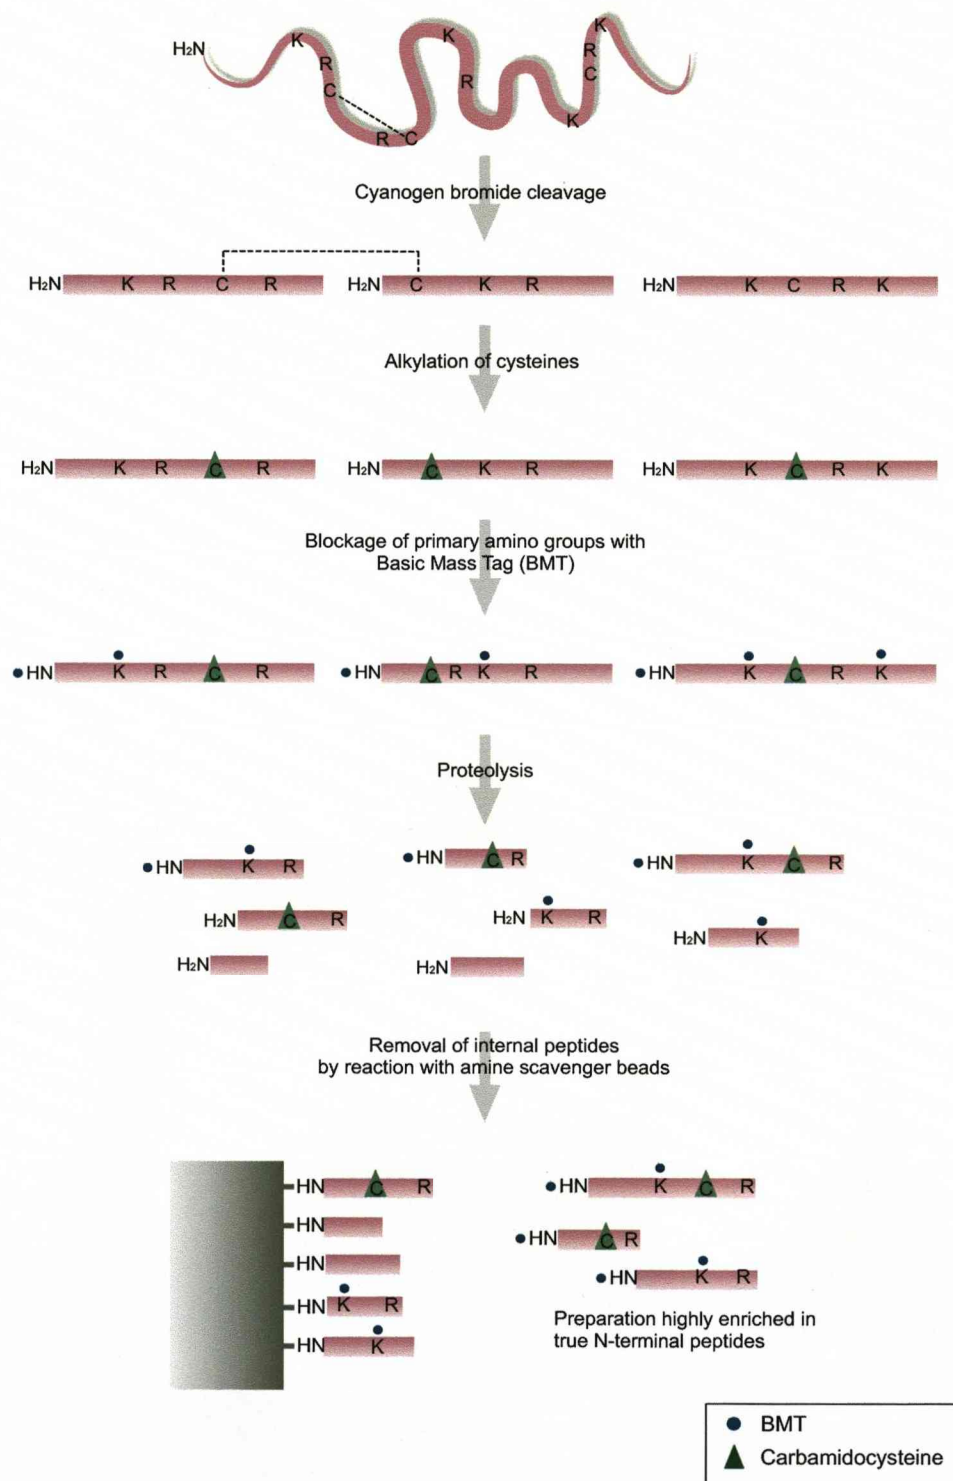 H₂N K R C R C K R K C R K
Cyanogen bromide cleavage
H₂N K R C R H₂N C K R H₂N K C R K
Alkylation of cysteines
H₂N K R C R H₂N C K R H₂N K C R K
Blockage of primary amino groups with
Basic Mass Tag (BMT)
HN K R C R HN C R K R HN K C R K
Proteolysis
HN K R HN C R HN K C R
H₂N C R H₂N K R H₂N K
H₂N H₂N
Removal of internal peptides
by reaction with amine scavenger beads
HN C R HN K C R
HN HN C R
HN HN K R
HN K R
HN K
Preparation highly enriched in
true N-terminal peptides
BMT
Carbamidocysteine